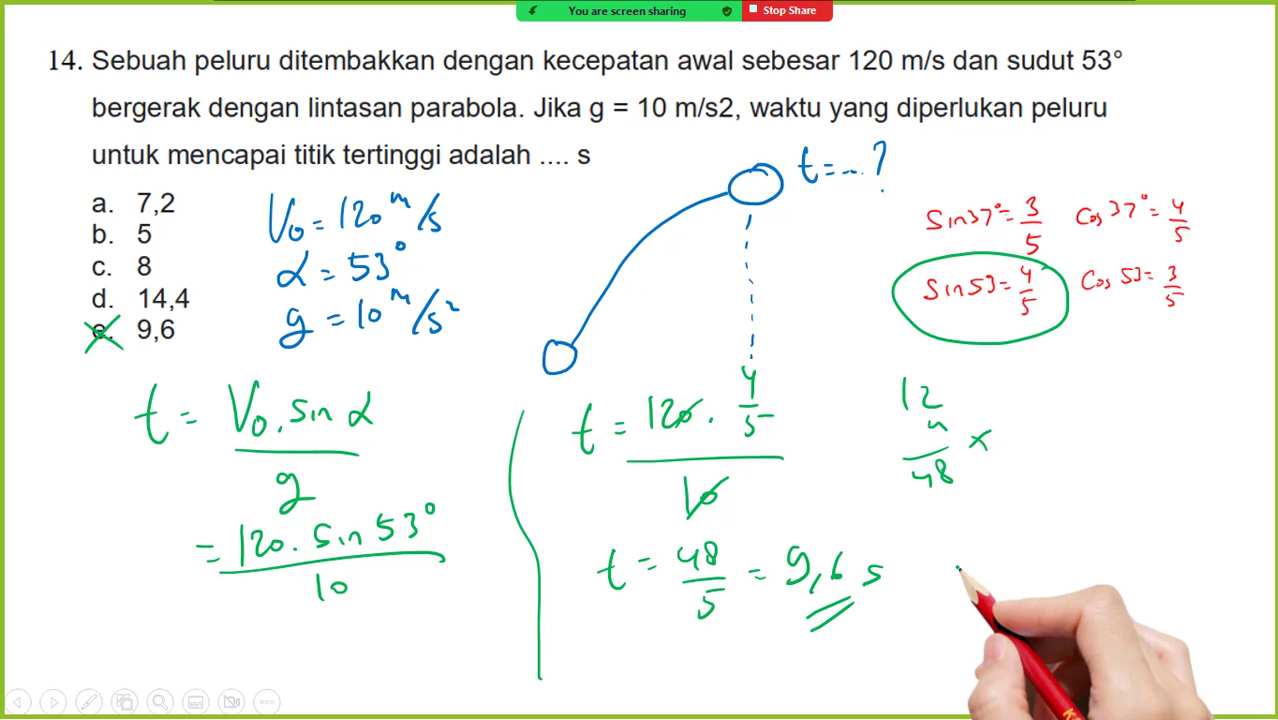 You are screen sharing Stop Share
14. Sebuah peluru ditembakkan dengan kecepatan awal sebesar 120 m/s dan sudut 53°
bergerak dengan lintasan parabola. Jika g = 10 m/s2, waktu yang diperlukan peluru
untuk mencapai titik tertinggi adalah .... s
a. 7,2
b. 5
c. 8
d. 14,4
e. 9,6
V₀ = 120 m/s
α = 53°
g = 10 m/s²
t = ... ?
Sin 37° = 3/5 Cos 37° = 4/5
Sin 53 = 4/5 Cos 53 = 3/5
t = V₀ . sin α / g
= 120 . Sin 53° / 10
t = 120 . 4/5 / 10
t = 48/5 = 9,6 s
12
4 ×
48